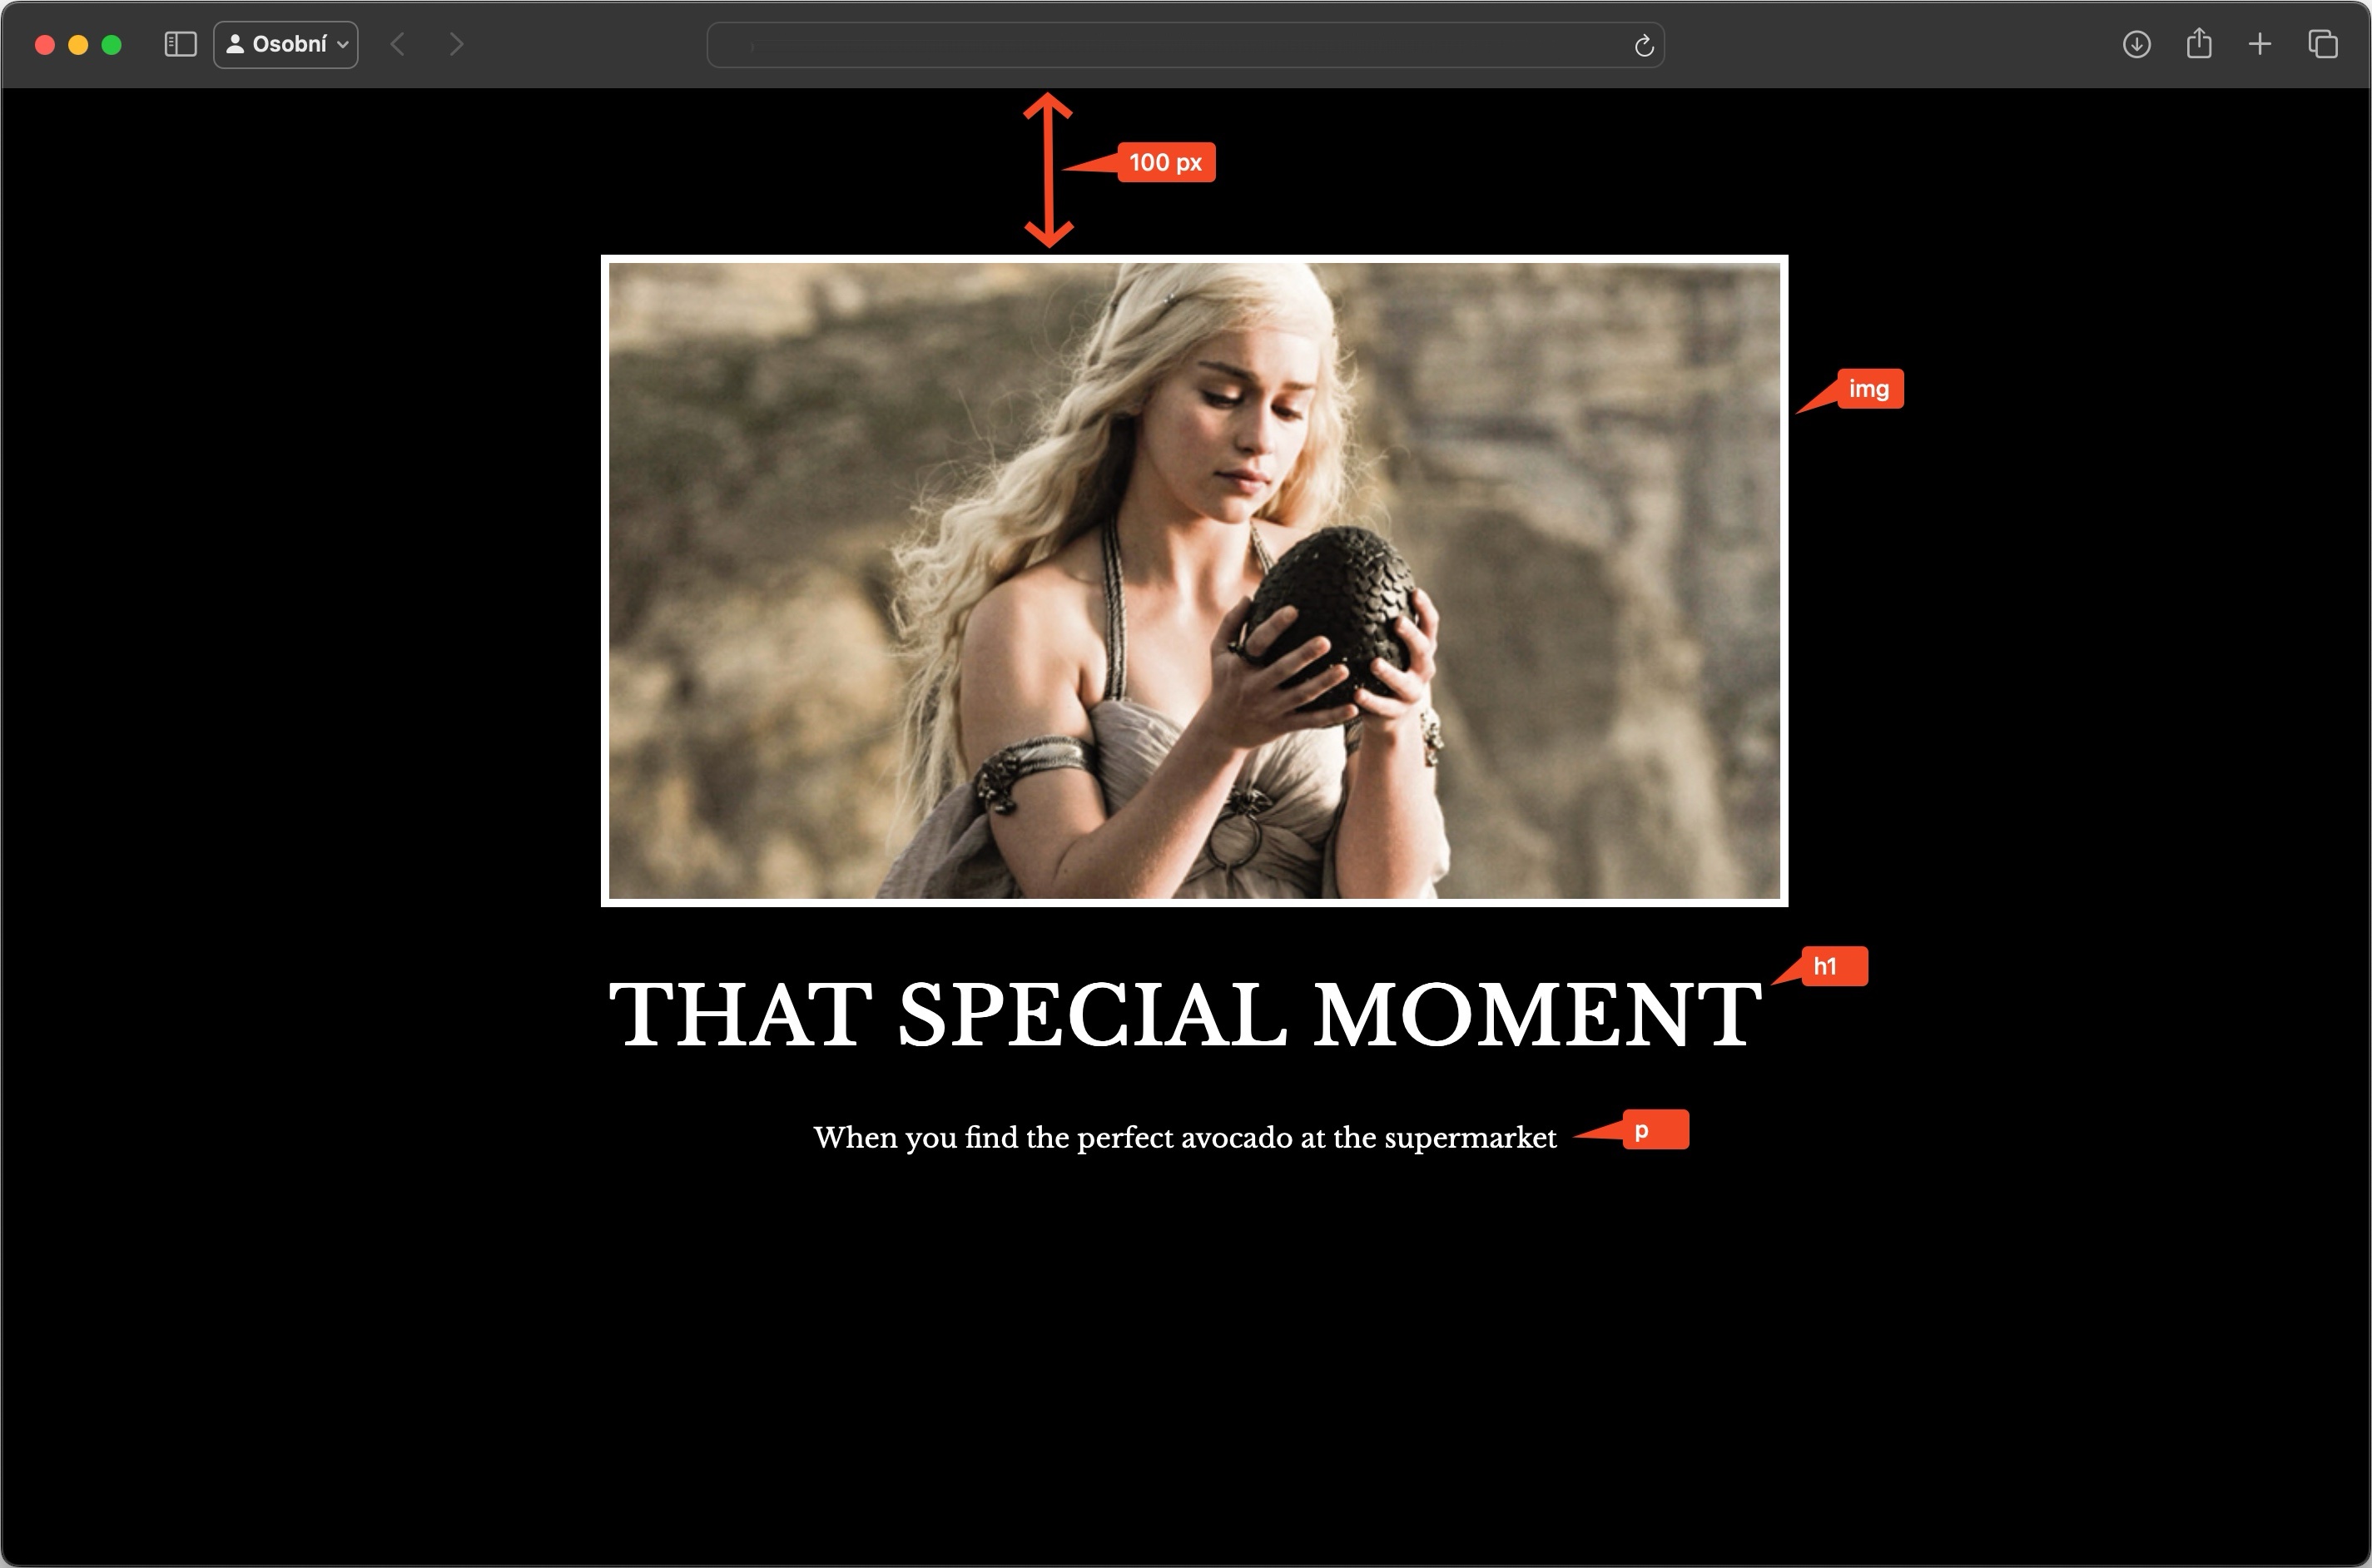 Osobní
100 px
img
THAT SPECIAL MOMENT
h1
When you find the perfect avocado at the supermarket
p